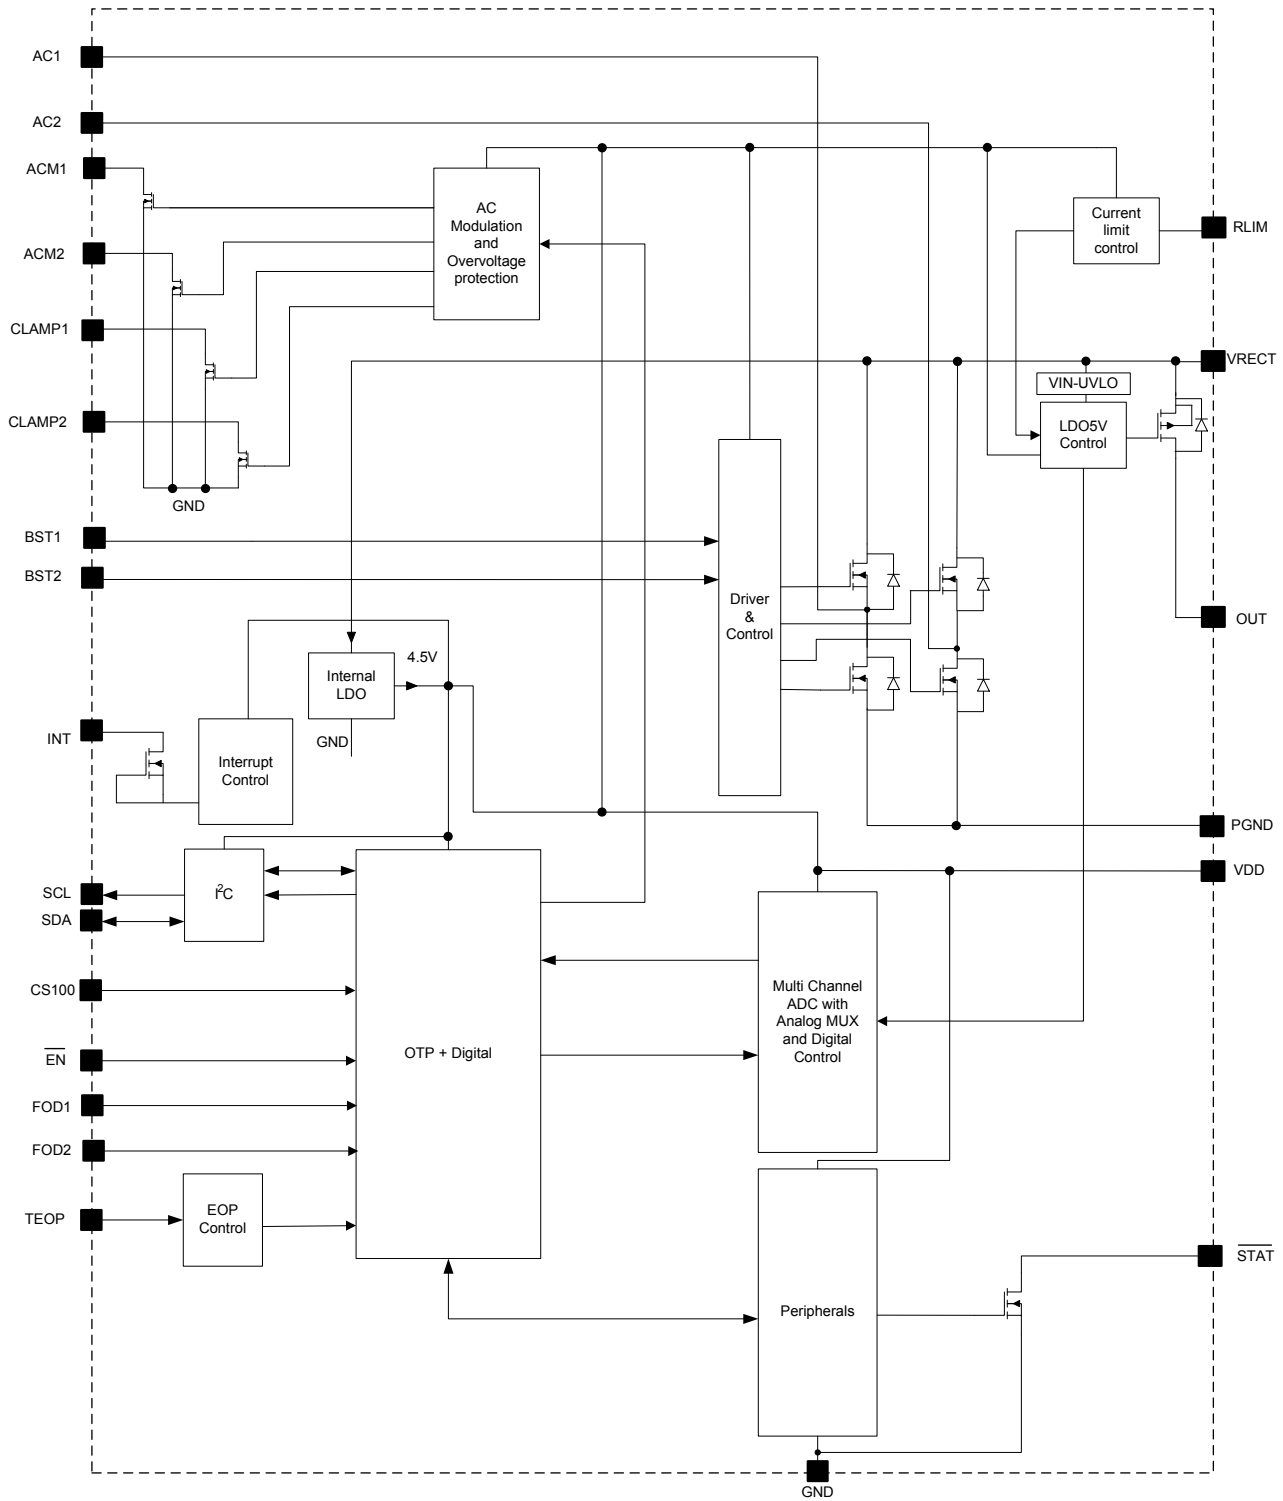 AC1
AC2
ACM1
ACM2
CLAMP1
CLAMP2
GND
AC
Modulation
and
Overvoltage
protection
Current
limit
control
RLIM
VRECT
VIN-UVLO
LDO5V
Control
BST1
BST2
Driver
&
Control
OUT
4.5V
Internal
LDO
GND
INT
Interrupt
Control
PGND
VDD
I2C
SCL
SDA
CS100
EN
FOD1
FOD2
TEOP
EOP
Control
OTP + Digital
Multi Channel
ADC with
Analog MUX
and Digital
Control
Peripherals
STAT
GND